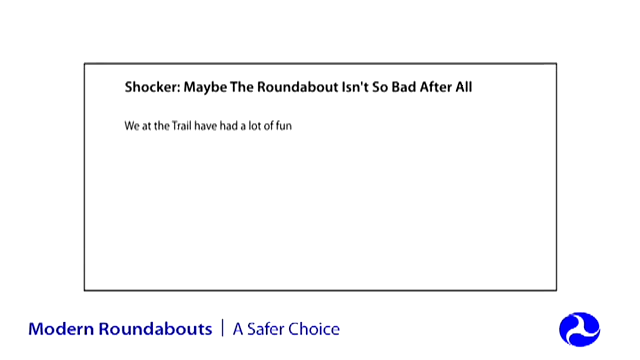 Shocker: Maybe The Roundabout Isn't So Bad After All
We at the Trail have had a lot of fun
Modern Roundabouts | A Safer Choice